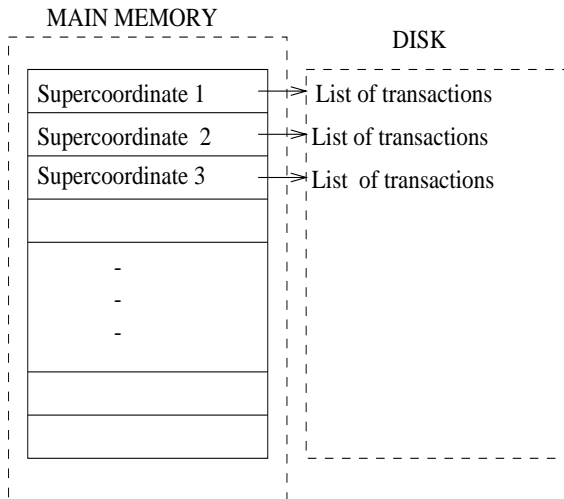 MAIN MEMORY
DISK
Supercoordinate 1
List of transactions
Supercoordinate 2
List of transactions
Supercoordinate 3
List of transactions
-
-
-